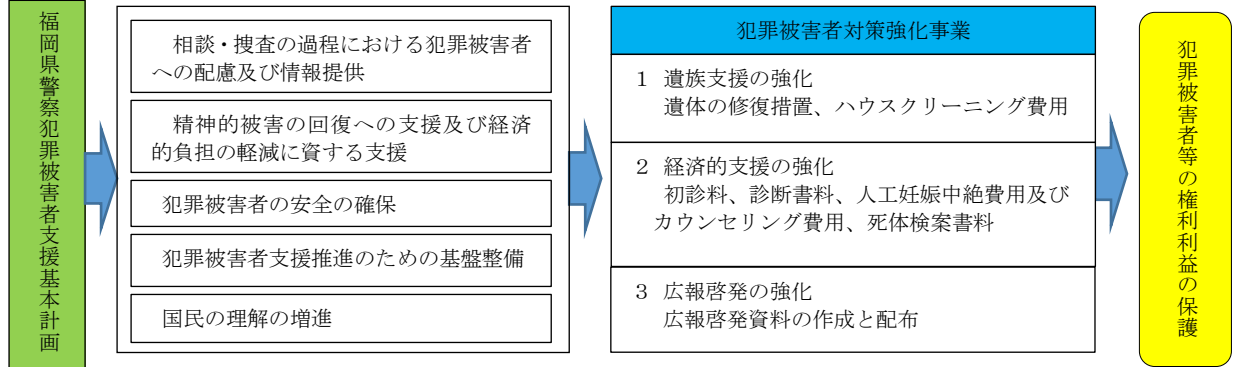 福岡県警察犯罪被害者支援基本計画
相談・捜査の過程における犯罪被害者
への配慮及び情報提供
精神的被害の回復への支援及び経済
的負担の軽減に資する支援
犯罪被害者の安全の確保
犯罪被害者支援推進のための基盤整備
国民の理解の増進
犯罪被害者対策強化事業
1 遺族支援の強化
遺体の修復措置、ハウスクリーニング費用
2 経済的支援の強化
初診料、診断書料、人工妊娠中絶費用及び
カウンセリング費用、死体検案書料
3 広報啓発の強化
広報啓発資料の作成と配布
犯罪被害者等の権利利益の保護